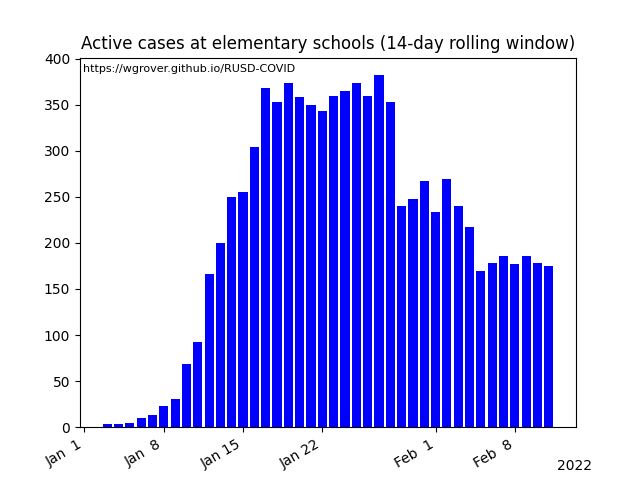 Active cases at elementary schools (14-day rolling window)
https://wgrover.github.io/RUSD-COVID
400
350
300
250
200
150
100
50
0
Jan 1
Jan 8
Jan 15
Jan 22
Feb 1
Feb 8
2022